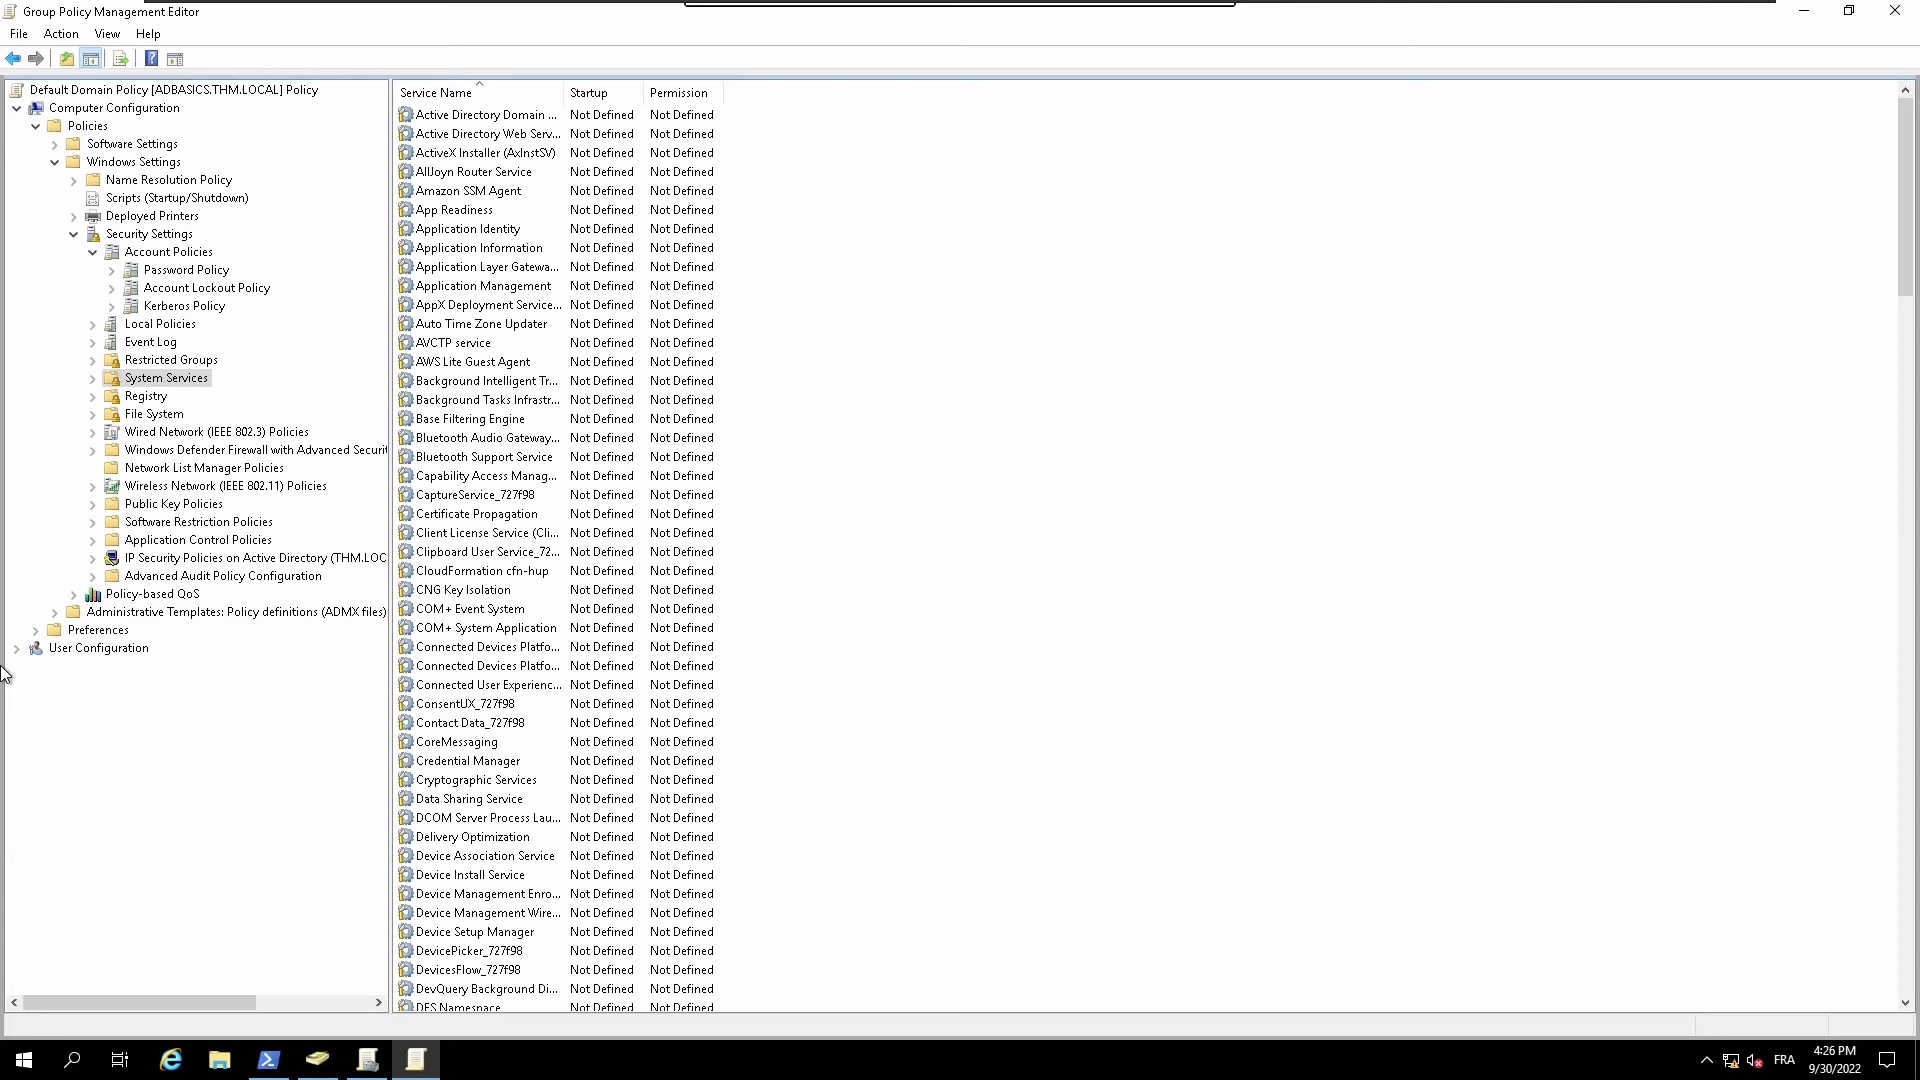 Group Policy Management Editor
File Action View Help
Default Domain Policy [ADBASICS.THM.LOCAL] Policy
Computer Configuration
Policies
Software Settings
Windows Settings
Name Resolution Policy
Scripts (Startup/Shutdown)
Deployed Printers
Security Settings
Account Policies
Password Policy
Account Lockout Policy
Kerberos Policy
Local Policies
Event Log
Restricted Groups
System Services
Registry
File System
Wired Network (IEEE 802.3) Policies
Windows Defender Firewall with Advanced Securit
Network List Manager Policies
Wireless Network (IEEE 802.11) Policies
Public Key Policies
Software Restriction Policies
Application Control Policies
IP Security Policies on Active Directory (THM.LOC
Advanced Audit Policy Configuration
Policy-based QoS
Administrative Templates: Policy definitions (ADMX files)
Preferences
User Configuration
Service Name Startup Permission
Active Directory Domain ... Not Defined Not Defined
Active Directory Web Serv... Not Defined Not Defined
ActiveX Installer (AxInstSV) Not Defined Not Defined
AllJoyn Router Service Not Defined Not Defined
Amazon SSM Agent Not Defined Not Defined
App Readiness Not Defined Not Defined
Application Identity Not Defined Not Defined
Application Information Not Defined Not Defined
Application Layer Gatewa... Not Defined Not Defined
Application Management Not Defined Not Defined
AppX Deployment Service... Not Defined Not Defined
Auto Time Zone Updater Not Defined Not Defined
AVCTP service Not Defined Not Defined
AWS Lite Guest Agent Not Defined Not Defined
Background Intelligent Tr... Not Defined Not Defined
Background Tasks Infrastr... Not Defined Not Defined
Base Filtering Engine Not Defined Not Defined
Bluetooth Audio Gateway... Not Defined Not Defined
Bluetooth Support Service Not Defined Not Defined
Capability Access Manag... Not Defined Not Defined
CaptureService_727f98 Not Defined Not Defined
Certificate Propagation Not Defined Not Defined
Client License Service (Cli... Not Defined Not Defined
Clipboard User Service_72... Not Defined Not Defined
CloudFormation cfn-hup Not Defined Not Defined
CNG Key Isolation Not Defined Not Defined
COM+ Event System Not Defined Not Defined
COM+ System Application Not Defined Not Defined
Connected Devices Platfo... Not Defined Not Defined
Connected Devices Platfo... Not Defined Not Defined
Connected User Experienc... Not Defined Not Defined
ConsentUX_727f98 Not Defined Not Defined
Contact Data_727f98 Not Defined Not Defined
CoreMessaging Not Defined Not Defined
Credential Manager Not Defined Not Defined
Cryptographic Services Not Defined Not Defined
Data Sharing Service Not Defined Not Defined
DCOM Server Process Lau... Not Defined Not Defined
Delivery Optimization Not Defined Not Defined
Device Association Service Not Defined Not Defined
Device Install Service Not Defined Not Defined
Device Management Enro... Not Defined Not Defined
Device Management Wire... Not Defined Not Defined
Device Setup Manager Not Defined Not Defined
DevicePicker_727f98 Not Defined Not Defined
DevicesFlow_727f98 Not Defined Not Defined
DevQuery Background Di... Not Defined Not Defined
DFS Namespace Not Defined Not Defined
FRA
4:26 PM
9/30/2022